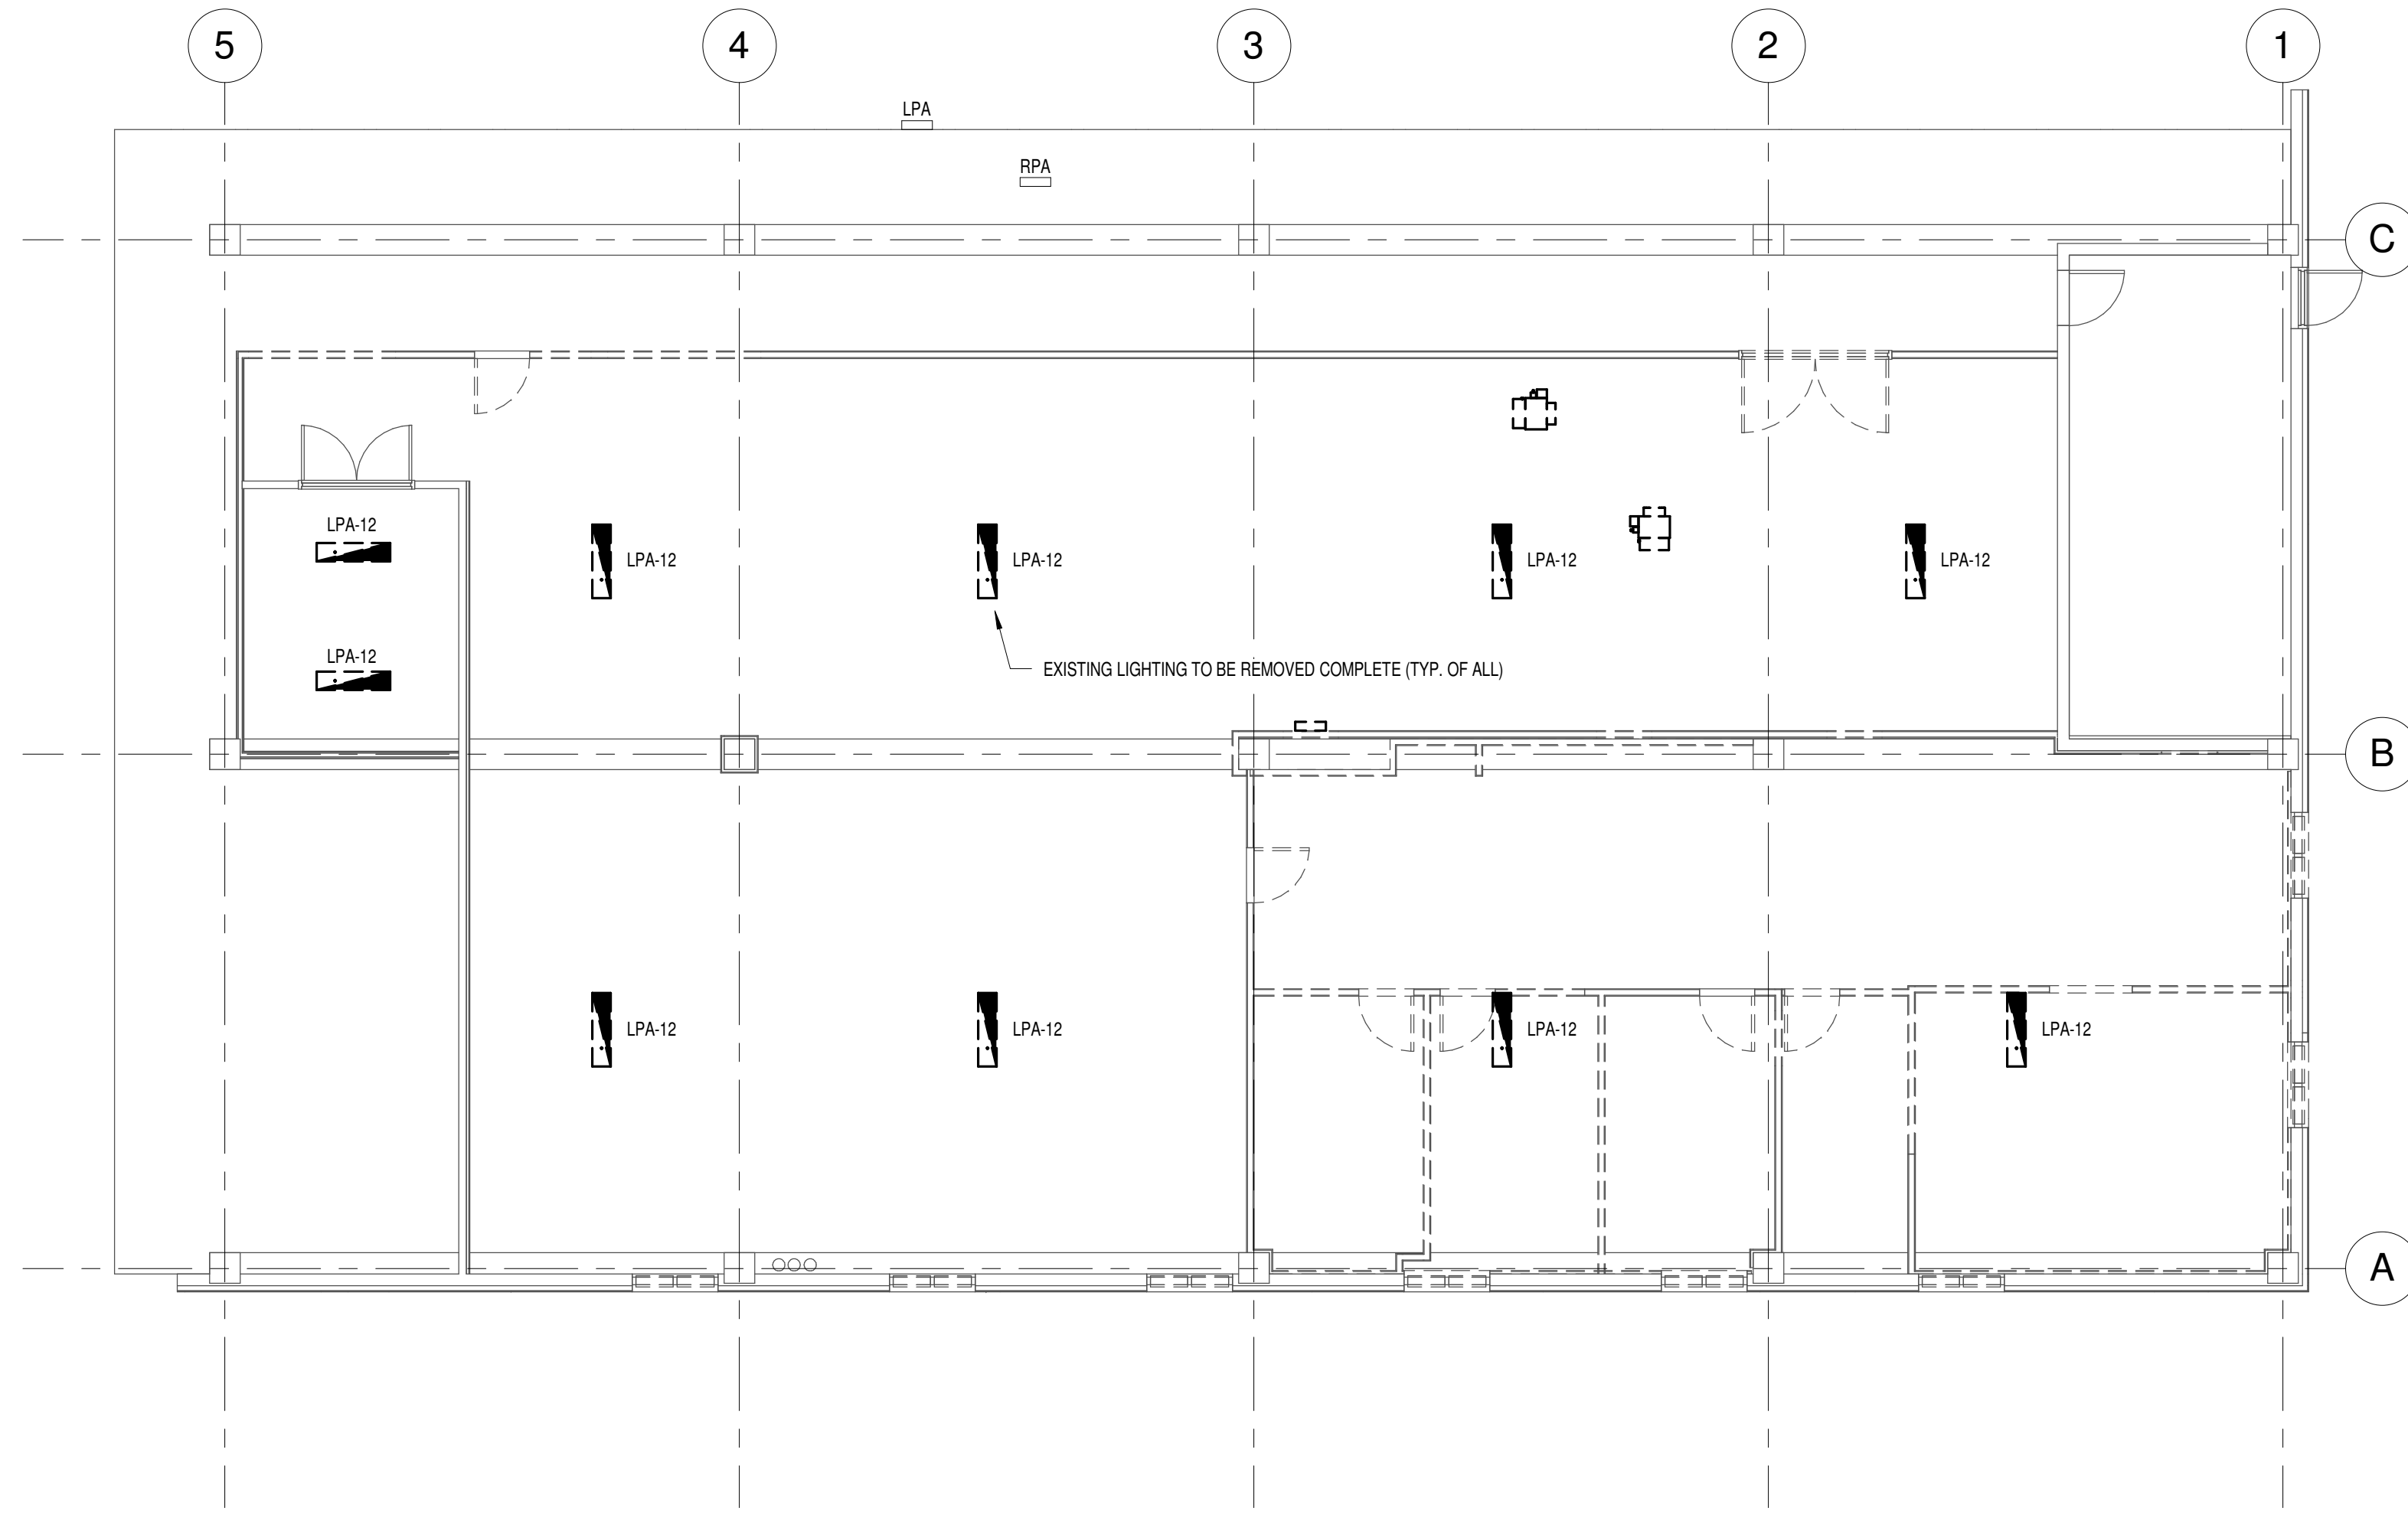 5
4
3
2
1
LPA
RPA
C
LPA-12
LPA-12
LPA-12
LPA-12
LPA-12
LPA-12
EXISTING LIGHTING TO BE REMOVED COMPLETE (TYP. OF ALL)
B
LPA-12
LPA-12
LPA-12
LPA-12
A